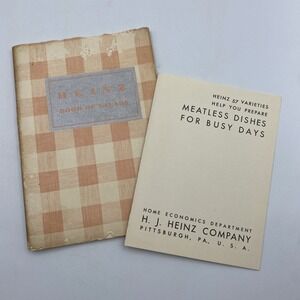 HEINZ
BOOK OF SALADS
HEINZ 57 VARIETIES
HELP YOU PREPARE
MEATLESS DISHES
FOR BUSY DAYS
HOME ECONOMICS DEPARTMENT
H. J. HEINZ COMPANY
PITTSBURGH, PA., U. S. A.